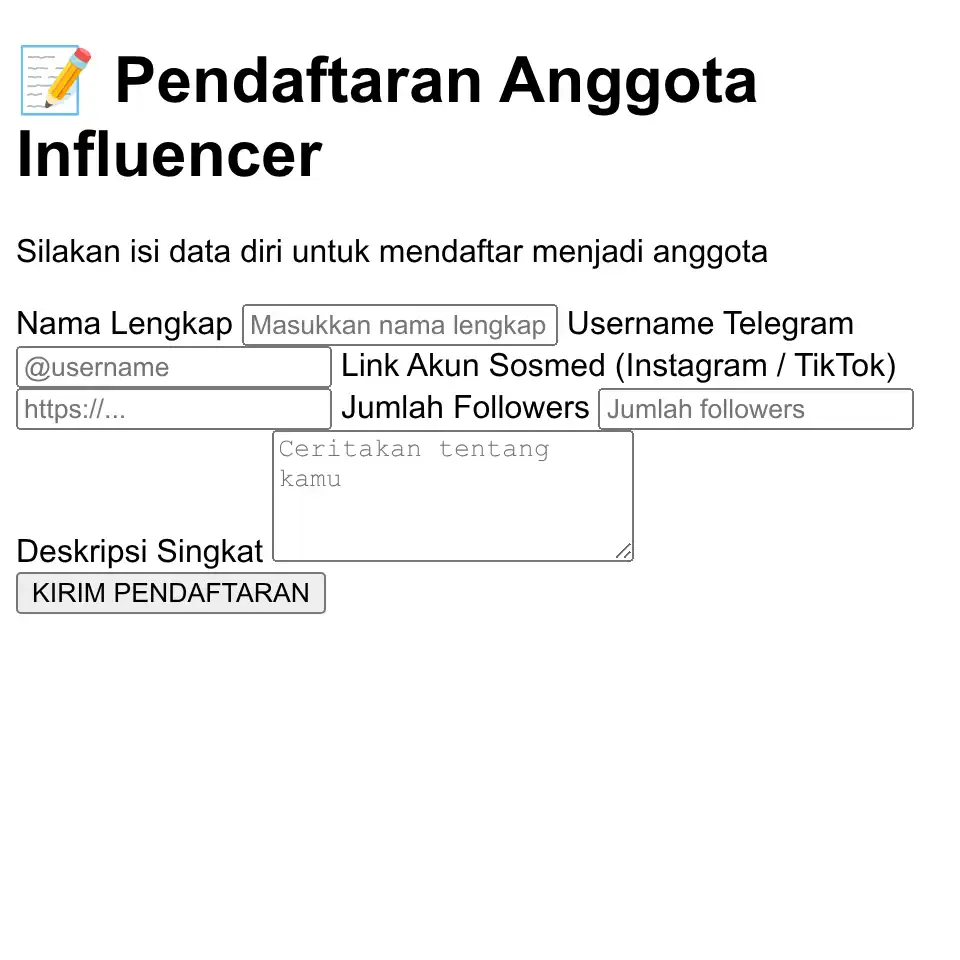 📝 Pendaftaran Anggota
Influencer
Silakan isi data diri untuk mendaftar menjadi anggota
Nama Lengkap Masukkan nama lengkap Username Telegram
@username Link Akun Sosmed (Instagram / TikTok)
https://... Jumlah Followers Jumlah followers
Ceritakan tentang
kamu
Deskripsi Singkat
KIRIM PENDAFTARAN